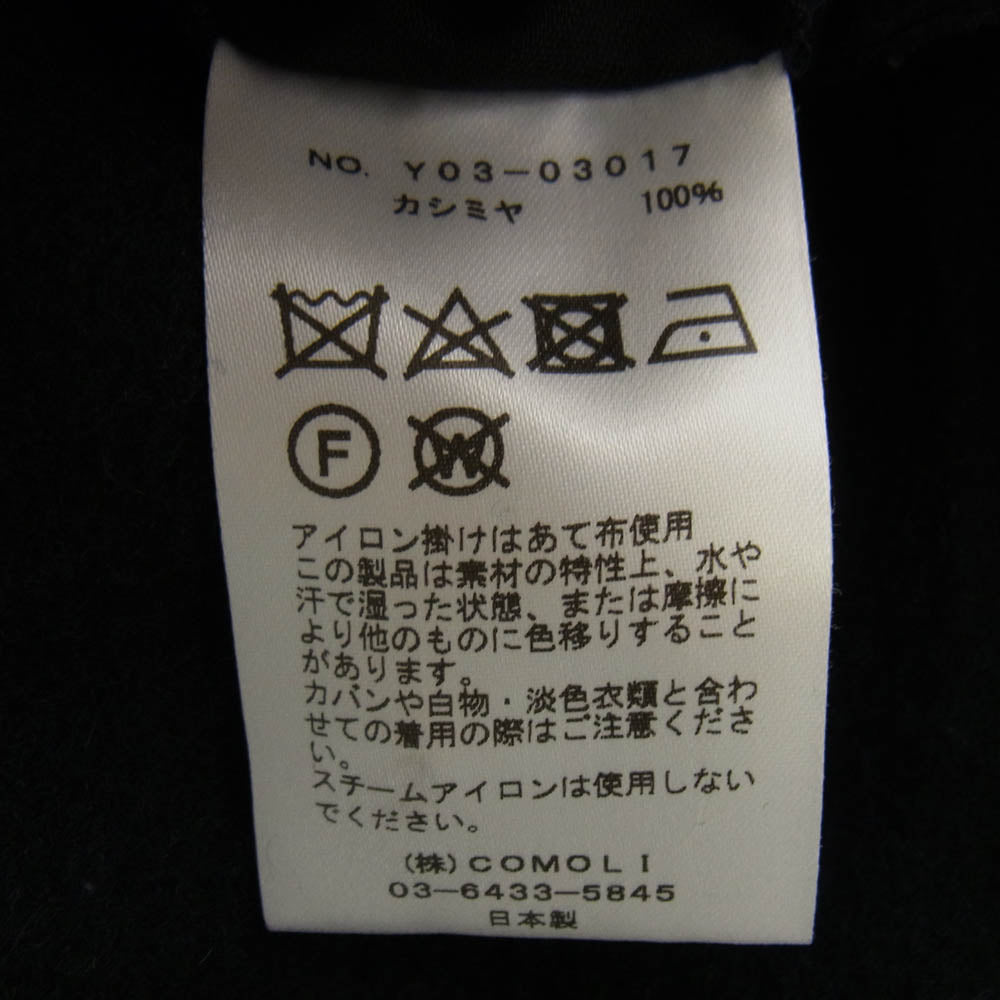 NO. Y03-03017
カシミヤ 100%
F W
アイロン掛けはあて布使用
この製品は素材の特性上、水や
汗で湿った状態、または摩擦に
より他のものに色移りすること
があります。
カバンや白物・淡色衣類と合わ
せての着用の際はご注意くださ
い。
スチームアイロンは使用しない
でください。
(株)COMOLI
03-6433-5845
日本製